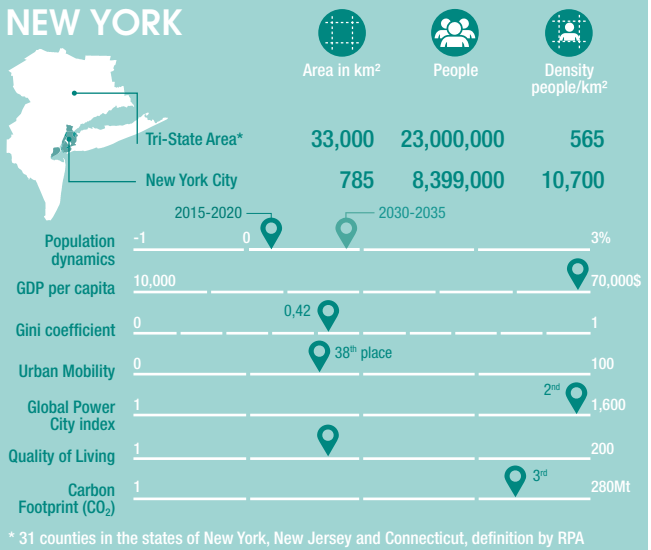 NEW YORK
Area in km²
People
Density
people/km²
Tri-State Area*
33,000
23,000,000
565
New York City
785
8,399,000
10,700
2015-2020
2030-2035
Population
dynamics
-1
0
3%
GDP per capita
10,000
70,000$
0,42
Gini coefficient
0
1
38th place
Urban Mobility
0
100
2nd
Global Power
City index
1
1,600
Quality of Living
1
200
3rd
Carbon
Footprint (CO₂)
1
280Mt
* 31 counties in the states of New York, New Jersey and Connecticut, definition by RPA